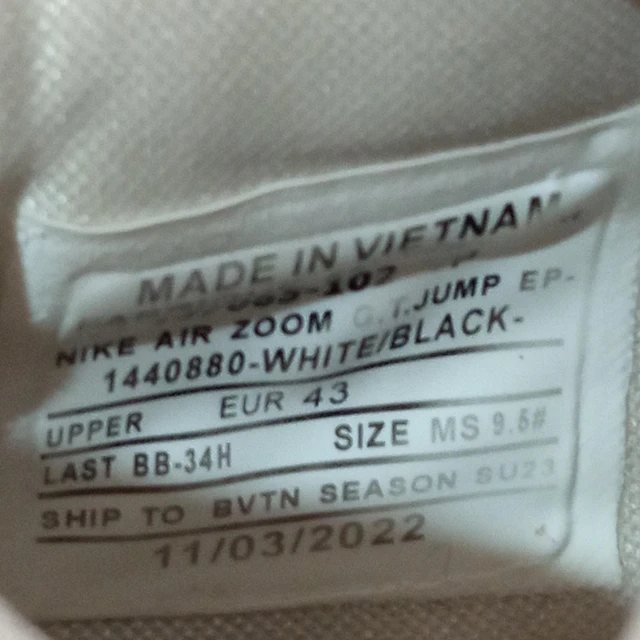 MADE IN VIETNAM
NIKE AIR ZOOM G.T.JUMP EP-
1440880-WHITE/BLACK-
UPPER EUR 43
LAST BB-34H SIZE MS 9.5#
SHIP TO BVTN SEASON SU23
11/03/2022